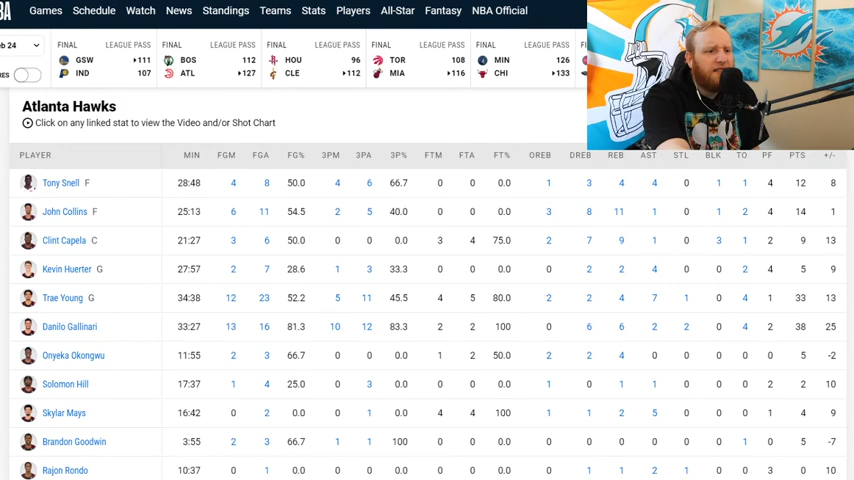 BA Games Schedule Watch News Standings Teams Stats Players All-Star Fantasy NBA Official
eb 24
FINAL LEAGUE PASS FINAL LEAGUE PASS FINAL LEAGUE PASS FINAL LEAGUE PASS FINAL LEAGUE PASS FINAL
GSW 111 BOS 112 HOU 96 TOR 108 MIN 126
RES IND 107 ATL 127 CLE 112 MIA 116 CHI 133
Atlanta Hawks
Click on any linked stat to view the Video and/or Shot Chart
PLAYER MIN FGM FGA FG% 3PM 3PA 3P% FTM FTA FT% OREB DREB REB AST STL BLK TO PF PTS +/-
Tony Snell F 28:48 4 8 50.0 4 6 66.7 0 0 0.0 1 3 4 4 0 1 1 4 12 8
John Collins F 25:13 6 11 54.5 2 5 40.0 0 0 0.0 3 8 11 1 0 1 2 4 14 1
Clint Capela C 21:27 3 6 50.0 0 0 0.0 3 4 75.0 2 7 9 1 0 3 1 2 9 13
Kevin Huerter G 27:57 2 7 28.6 1 3 33.3 0 0 0.0 0 2 2 4 0 0 2 4 5 9
Trae Young G 34:38 12 23 52.2 5 11 45.5 4 5 80.0 2 2 4 7 1 0 4 1 33 13
Danilo Gallinari 33:27 13 16 81.3 10 12 83.3 2 2 100 0 6 6 2 2 0 4 2 38 25
Onyeka Okongwu 11:55 2 3 66.7 0 0 0.0 1 2 50.0 2 2 4 0 0 0 0 0 5 -2
Solomon Hill 17:37 1 4 25.0 0 3 0.0 0 0 0.0 1 0 1 1 0 0 0 2 2 10
Skylar Mays 16:42 0 2 0.0 0 1 0.0 4 4 100 1 1 2 5 0 0 0 1 4 9
Brandon Goodwin 3:55 2 3 66.7 1 1 100 0 0 0.0 0 0 0 0 0 0 1 0 5 -7
Rajon Rondo 10:37 0 1 0.0 0 0 0.0 0 0 0.0 0 1 1 2 1 0 0 3 0 10